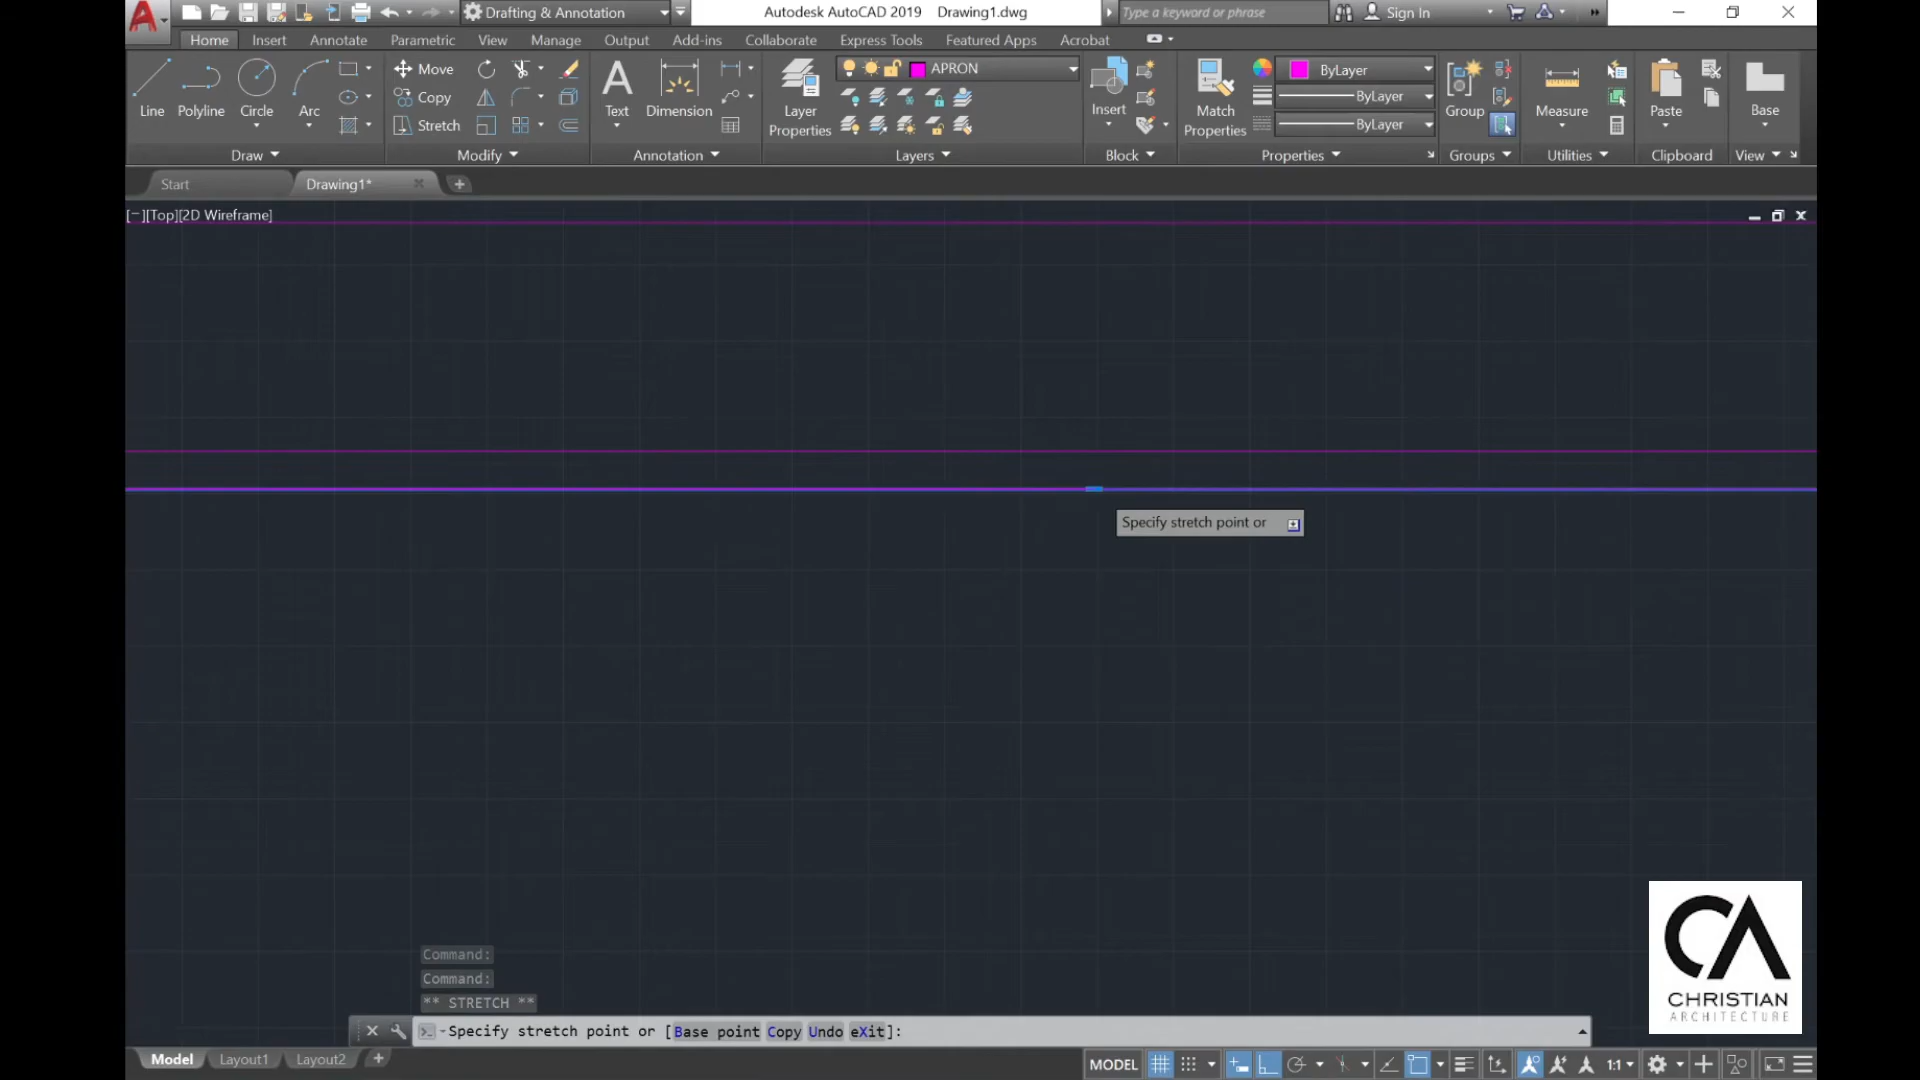 Drafting & Annotation
Autodesk AutoCAD 2019 Drawing1.dwg
Type a keyword or phrase
Sign In
Home Insert Annotate Parametric View Manage Output Add-ins Collaborate Express Tools Featured Apps Acrobat
Line Polyline Circle Arc
Move
Copy
Stretch
Text Dimension
Layer
Properties
APRON
Insert
Match
Properties
ByLayer
ByLayer
ByLayer
Group
Measure
Paste
Base
Draw Modify Annotation Layers Block Properties Groups Utilities Clipboard View
Start Drawing1*
[−][Top][2D Wireframe]
Specify stretch point or
Command:
Command:
** STRETCH **
Specify stretch point or [Base point Copy Undo eXit]:
CA
CHRISTIAN
ARCHITECTURE
Model Layout1 Layout2
MODEL
1:1